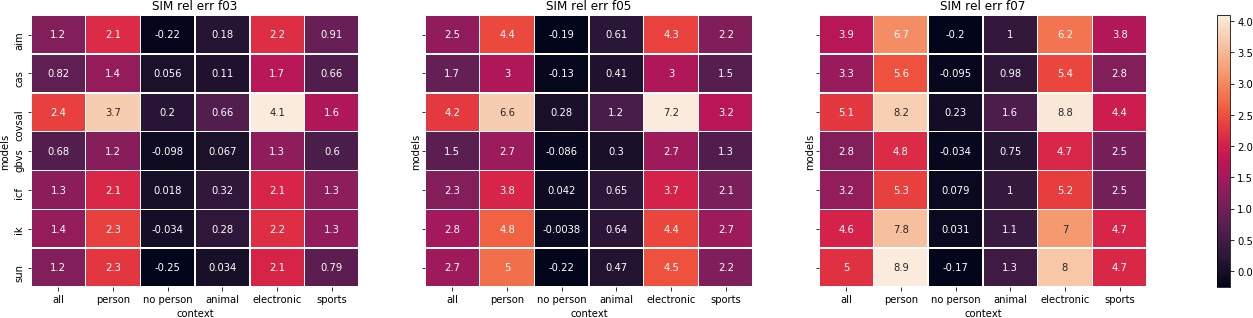 SIM rel err f03
models
aim 1.2 2.1 -0.22 0.18 2.2 0.91
cas 0.82 1.4 0.056 0.11 1.7 0.66
covsal 2.4 3.7 0.2 0.66 4.1 1.6
gbvs 0.68 1.2 -0.098 0.067 1.3 0.6
icf 1.3 2.1 0.018 0.32 2.1 1.3
ik 1.4 2.3 -0.034 0.28 2.2 1.3
sun 1.2 2.3 -0.25 0.034 2.1 0.79
all person no person animal electronic sports
context
SIM rel err f05
models
2.5 4.4 -0.19 0.61 4.3 2.2
1.7 3 -0.13 0.41 3 1.5
4.2 6.6 0.28 1.2 7.2 3.2
1.5 2.7 -0.086 0.3 2.7 1.3
2.3 3.8 0.042 0.65 3.7 2.1
2.8 4.8 -0.0038 0.64 4.4 2.7
2.7 5 -0.22 0.47 4.5 2.2
all person no person animal electronic sports
context
SIM rel err f07
models
3.9 6.7 -0.2 1 6.2 3.8
3.3 5.6 -0.095 0.98 5.4 2.8
5.1 8.2 0.23 1.6 8.8 4.4
2.8 4.8 -0.034 0.75 4.7 2.5
3.2 5.3 0.079 1 5.2 2.5
4.6 7.8 0.031 1.1 7 4.7
5 8.9 -0.17 1.3 8 4.7
all person no person animal electronic sports
context
4.0
3.5
3.0
2.5
2.0
1.5
1.0
0.5
0.0